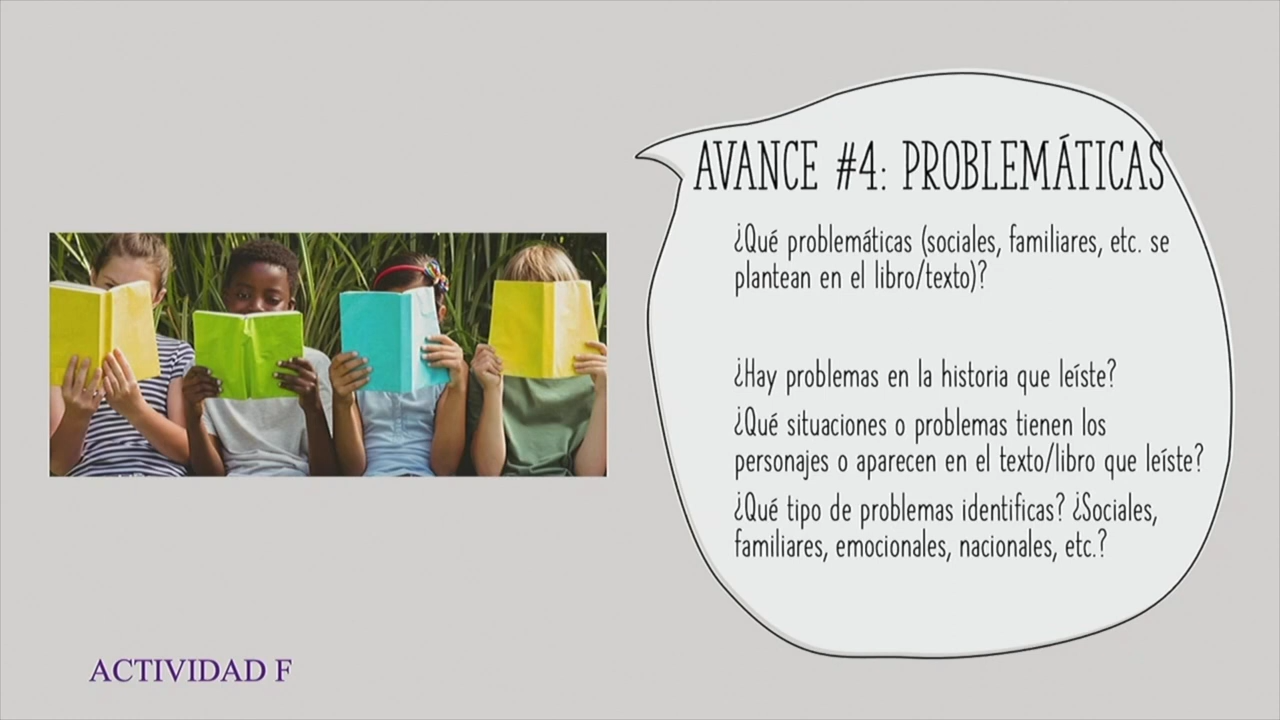 AVANCE #4: PROBLEMÁTICAS
¿Qué problemáticas (sociales, familiares, etc. se
plantean en el libro/texto)?
¿Hay problemas en la historia que leíste?
¿Qué situaciones o problemas tienen los
personajes o aparecen en el texto/libro que leíste?
¿Qué tipo de problemas identificas? ¿Sociales,
familiares, emocionales, nacionales, etc.?
ACTIVIDAD F